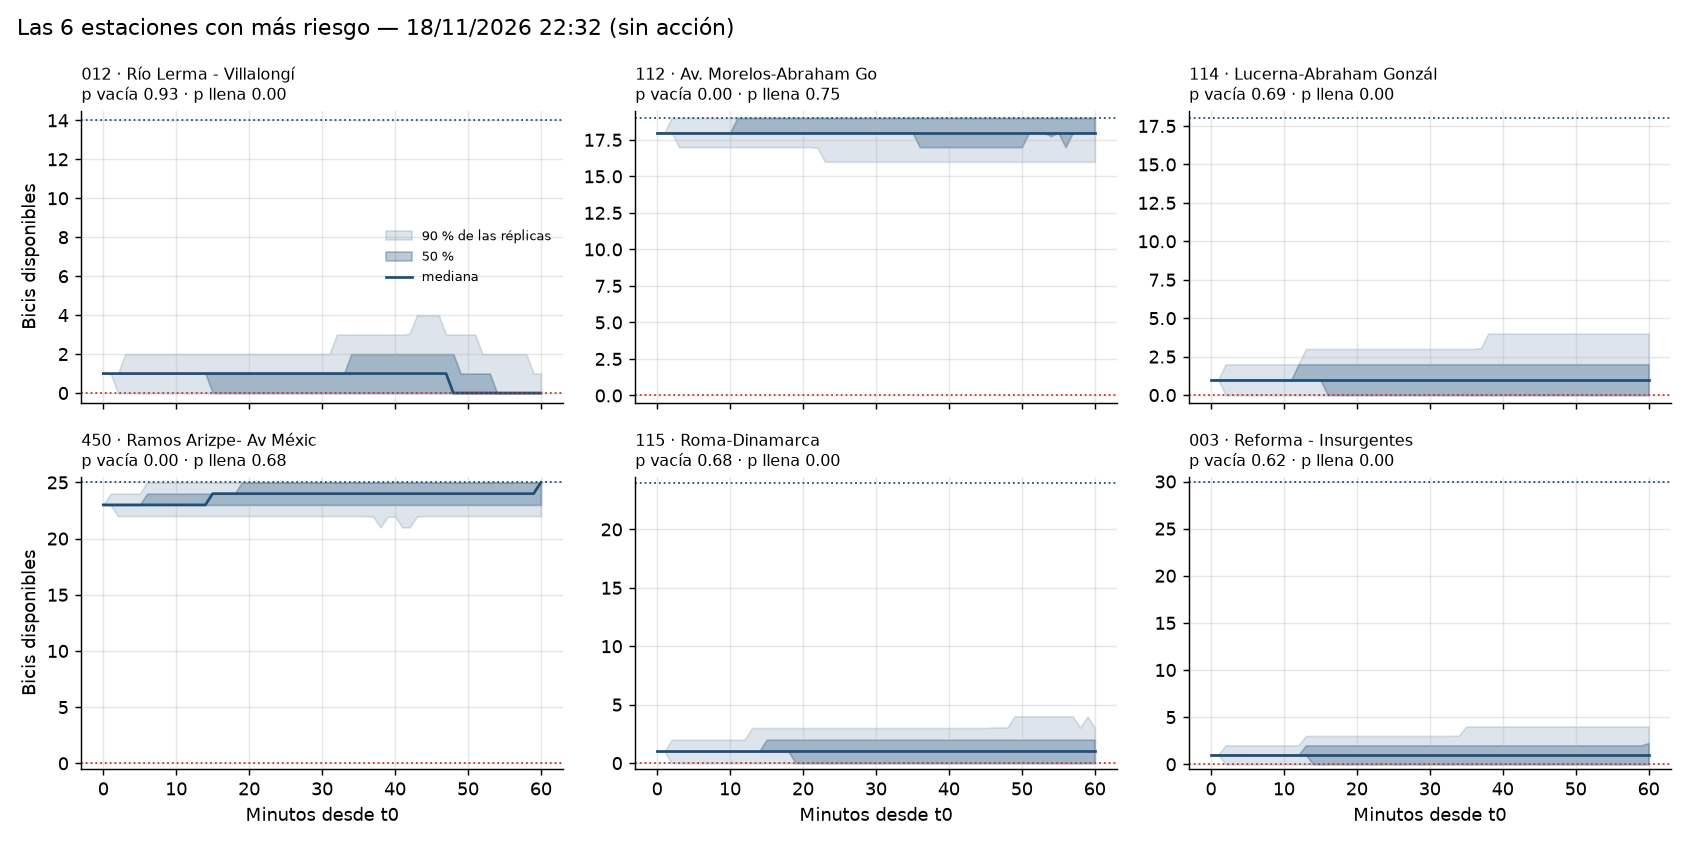 Las 6 estaciones con más riesgo — 18/11/2026 22:32 (sin acción)
012 · Río Lerma - Villalongí
p vacía 0.93 · p llena 0.00
14
12
10
8
6
4
2
0
Bicis disponibles
90 % de las réplicas
50 %
mediana
112 · Av. Morelos-Abraham Go
p vacía 0.00 · p llena 0.75
17.5
15.0
12.5
10.0
7.5
5.0
2.5
0.0
114 · Lucerna-Abraham Gonzál
p vacía 0.69 · p llena 0.00
17.5
15.0
12.5
10.0
7.5
5.0
2.5
0.0
450 · Ramos Arizpe- Av Méxic
p vacía 0.00 · p llena 0.68
25
20
15
10
5
0
Bicis disponibles
0 10 20 30 40 50 60
Minutos desde t0
115 · Roma-Dinamarca
p vacía 0.68 · p llena 0.00
20
15
10
5
0
0 10 20 30 40 50 60
Minutos desde t0
003 · Reforma - Insurgentes
p vacía 0.62 · p llena 0.00
30
25
20
15
10
5
0
0 10 20 30 40 50 60
Minutos desde t0